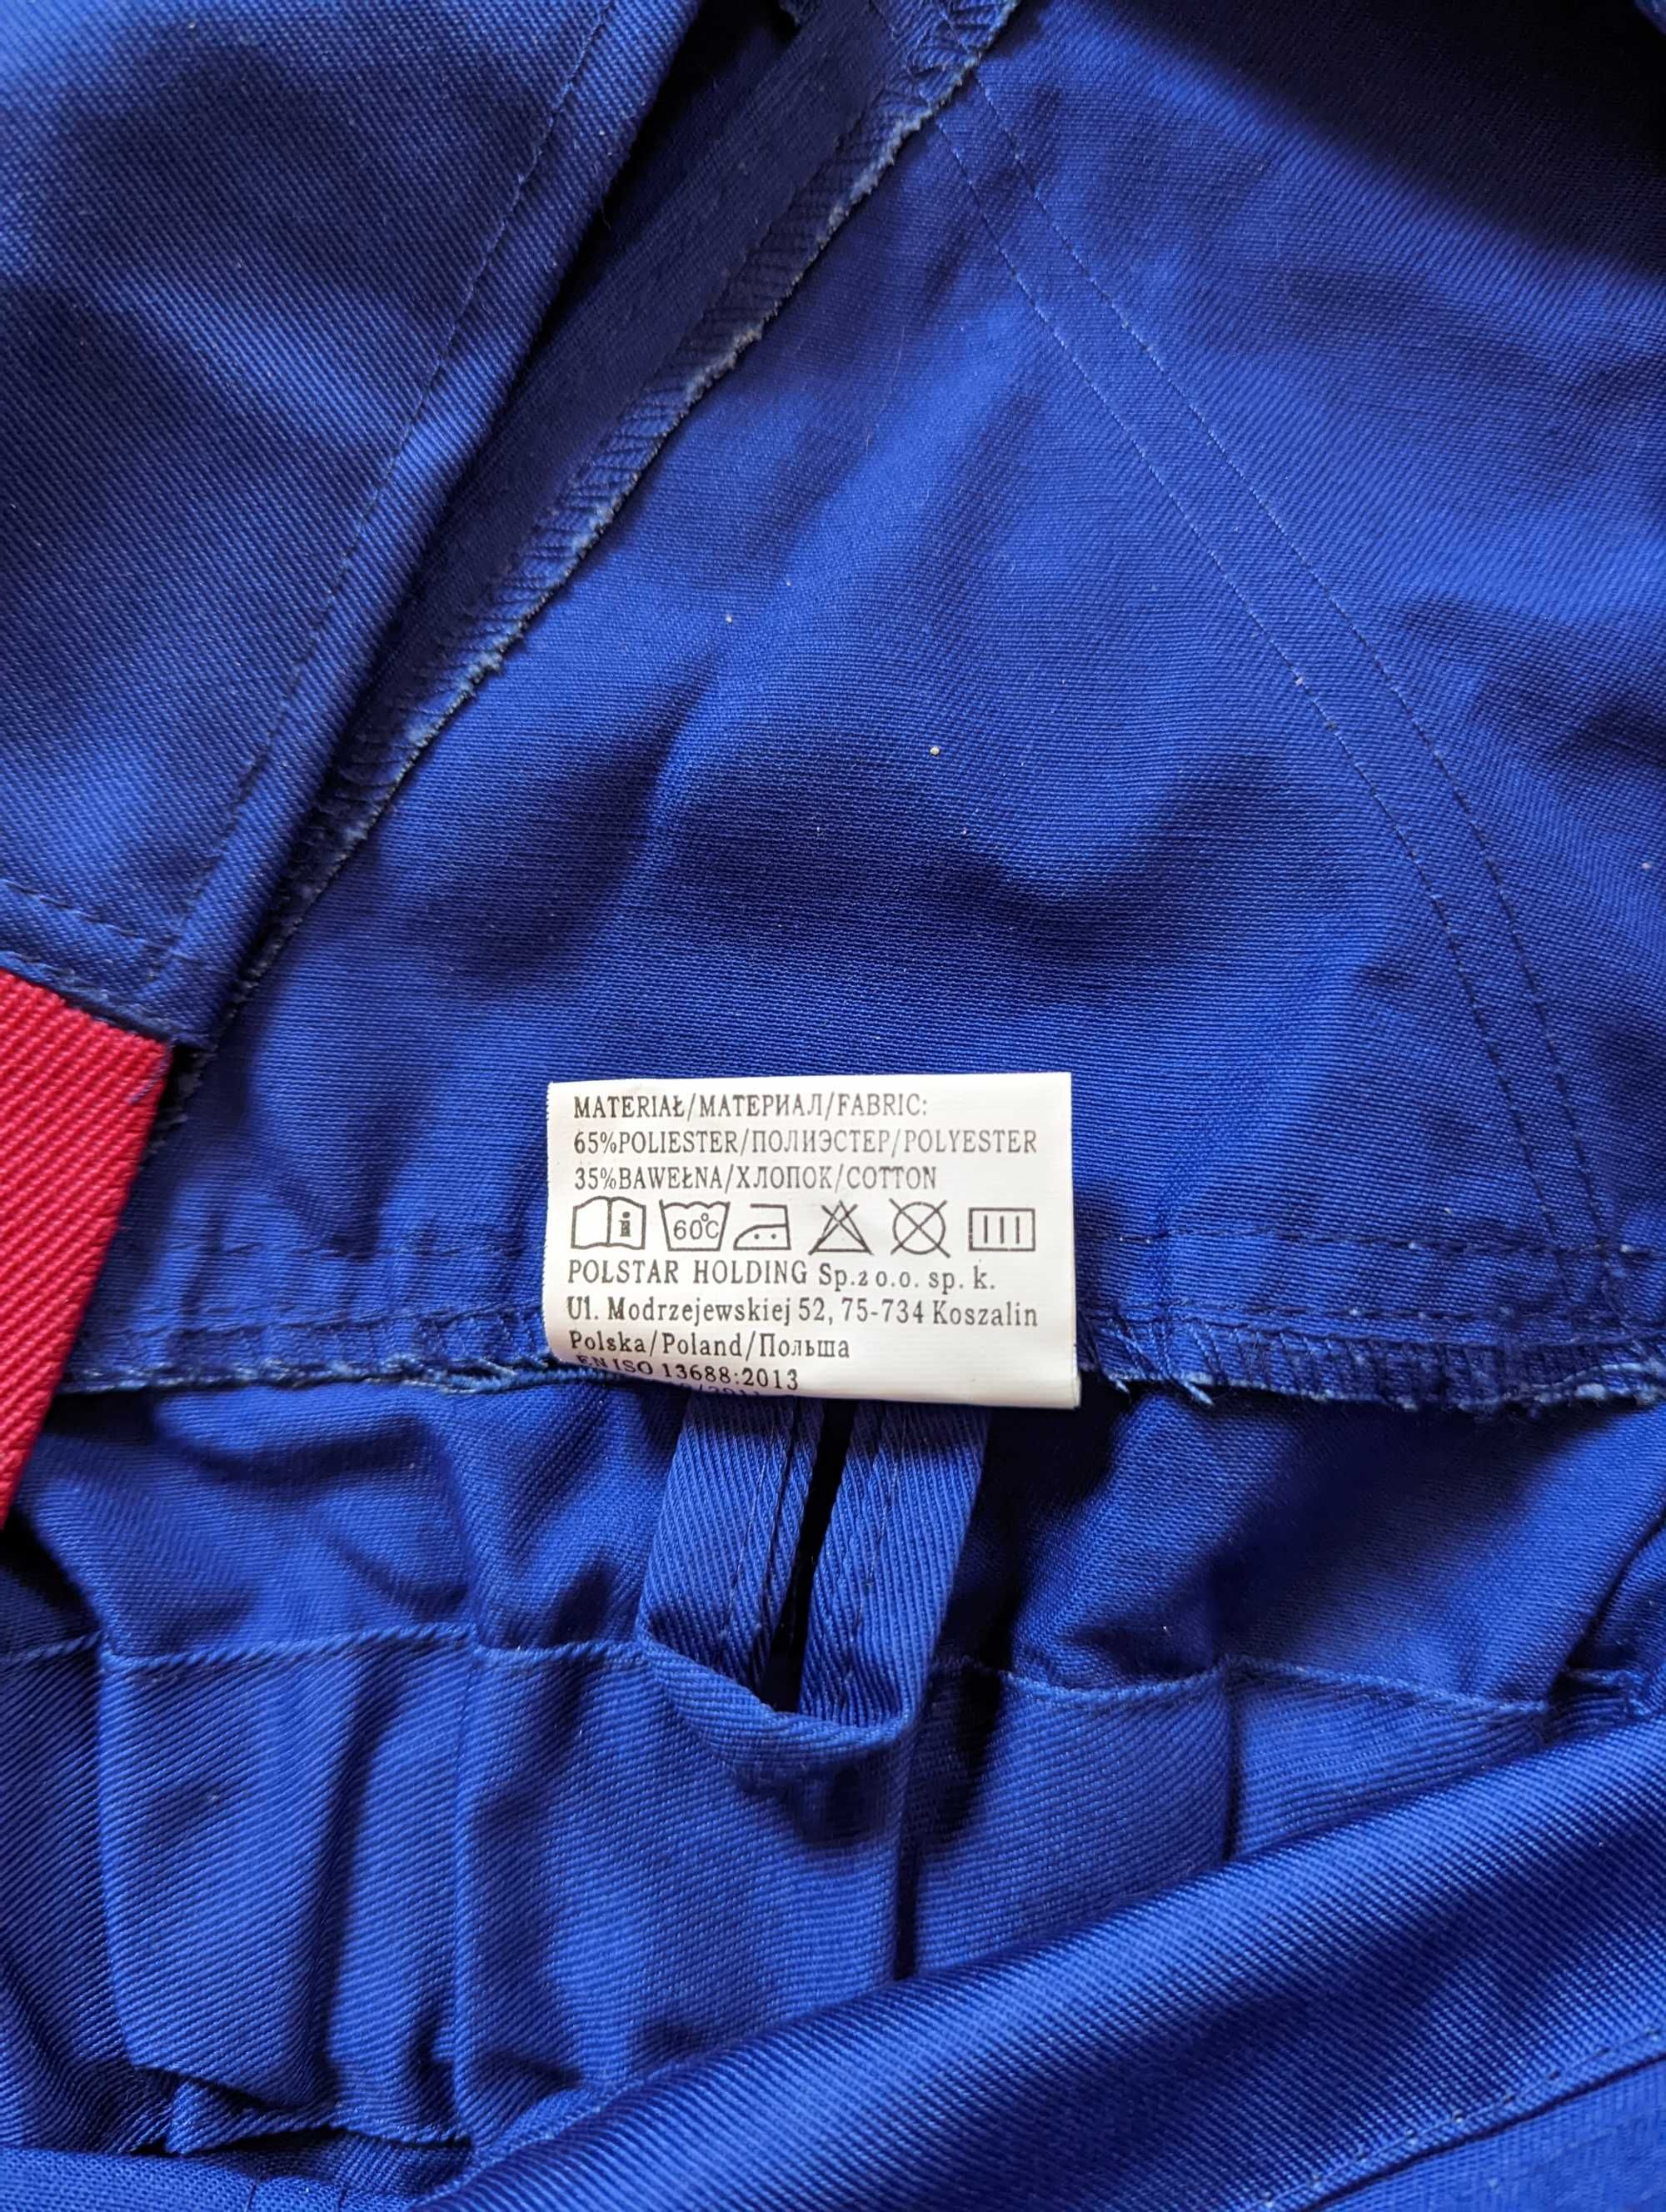 MATERIAŁ/МАТЕРИАЛ/FABRIC:
65%POLIESTER/ПОЛИЭСТЕР/POLYESTER
35%BAWEŁNA/ХЛОПОК/COTTON
60°C
POLSTAR HOLDING Sp.z o.o. sp. k.
Ul. Modrzejewskiej 52, 75-734 Koszalin
Polska/Poland/Польша
EN ISO 13688:2013